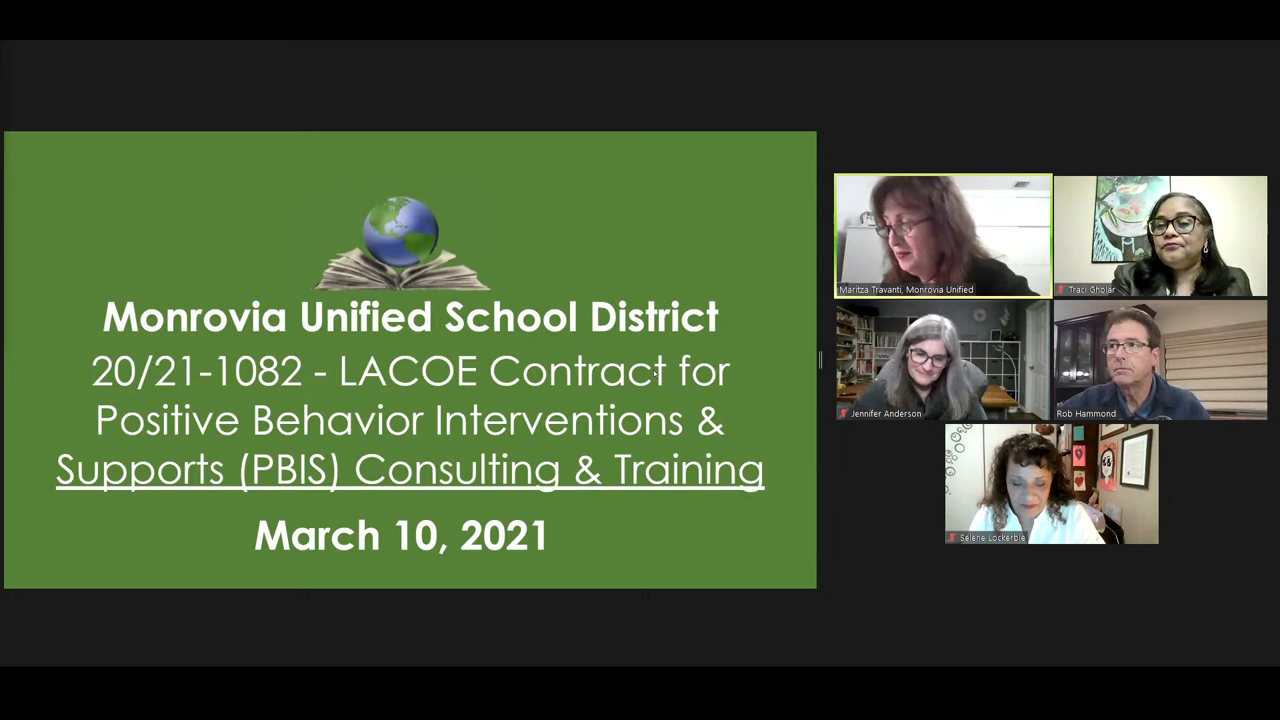 Monrovia Unified School District
20/21-1082 - LACOE Contract for
Positive Behavior Interventions &
Supports (PBIS) Consulting & Training
March 10, 2021
Maritza Travanti, Monrovia Unified
Traci Gholar
Jennifer Anderson
Rob Hammond
Selene Lockerbie